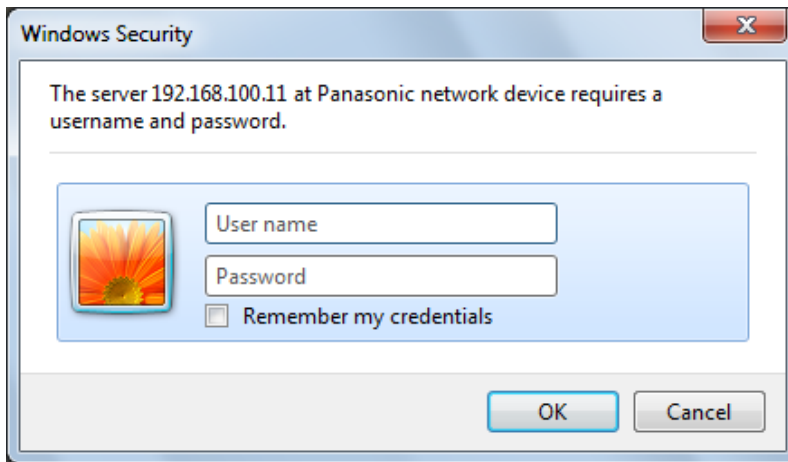 Windows Security
The server 192.168.100.11 at Panasonic network device requires a
username and password.
User name
Password
Remember my credentials
OK
Cancel